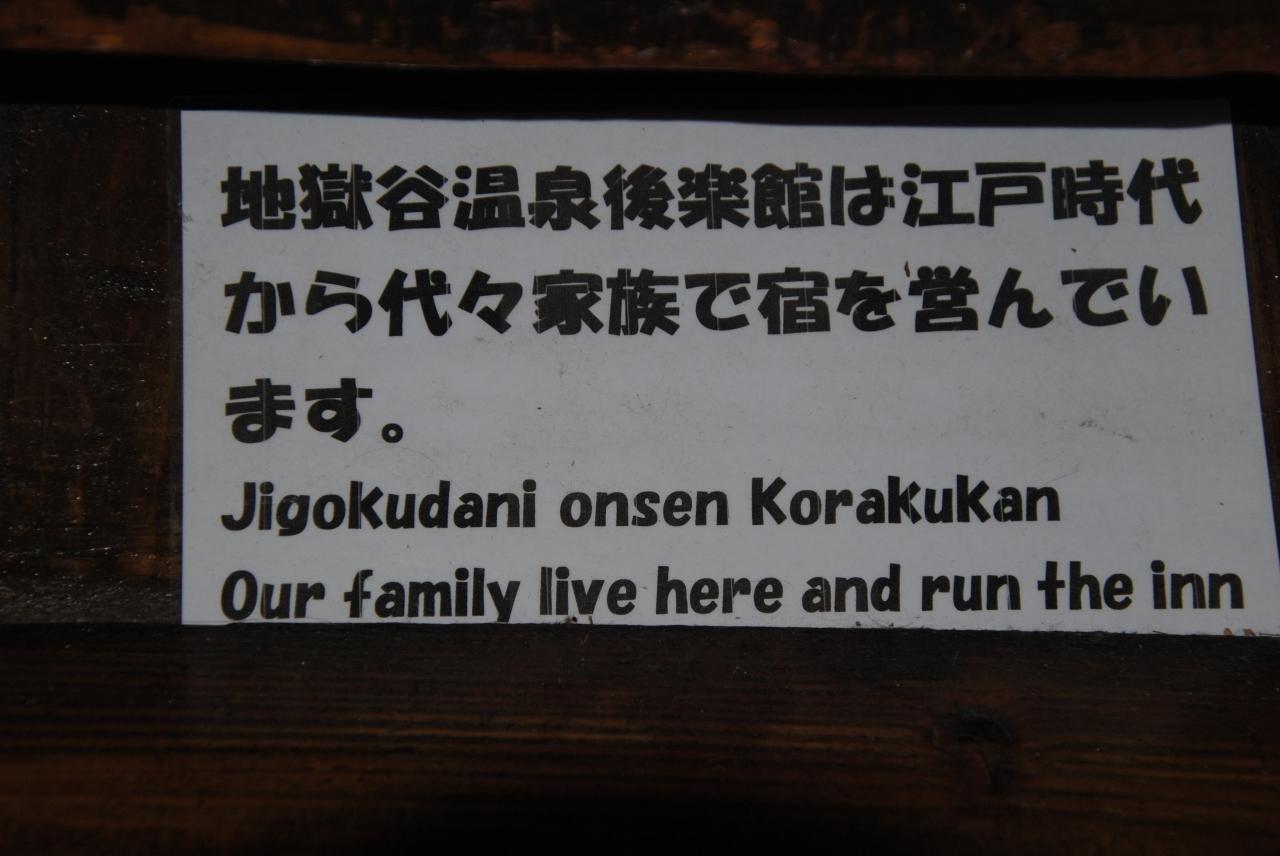 地獄谷温泉後楽館は江戸時代
から代々家族で宿を営んでい
ます。
Jigokudani onsen Korakukan
Our family live here and run the inn